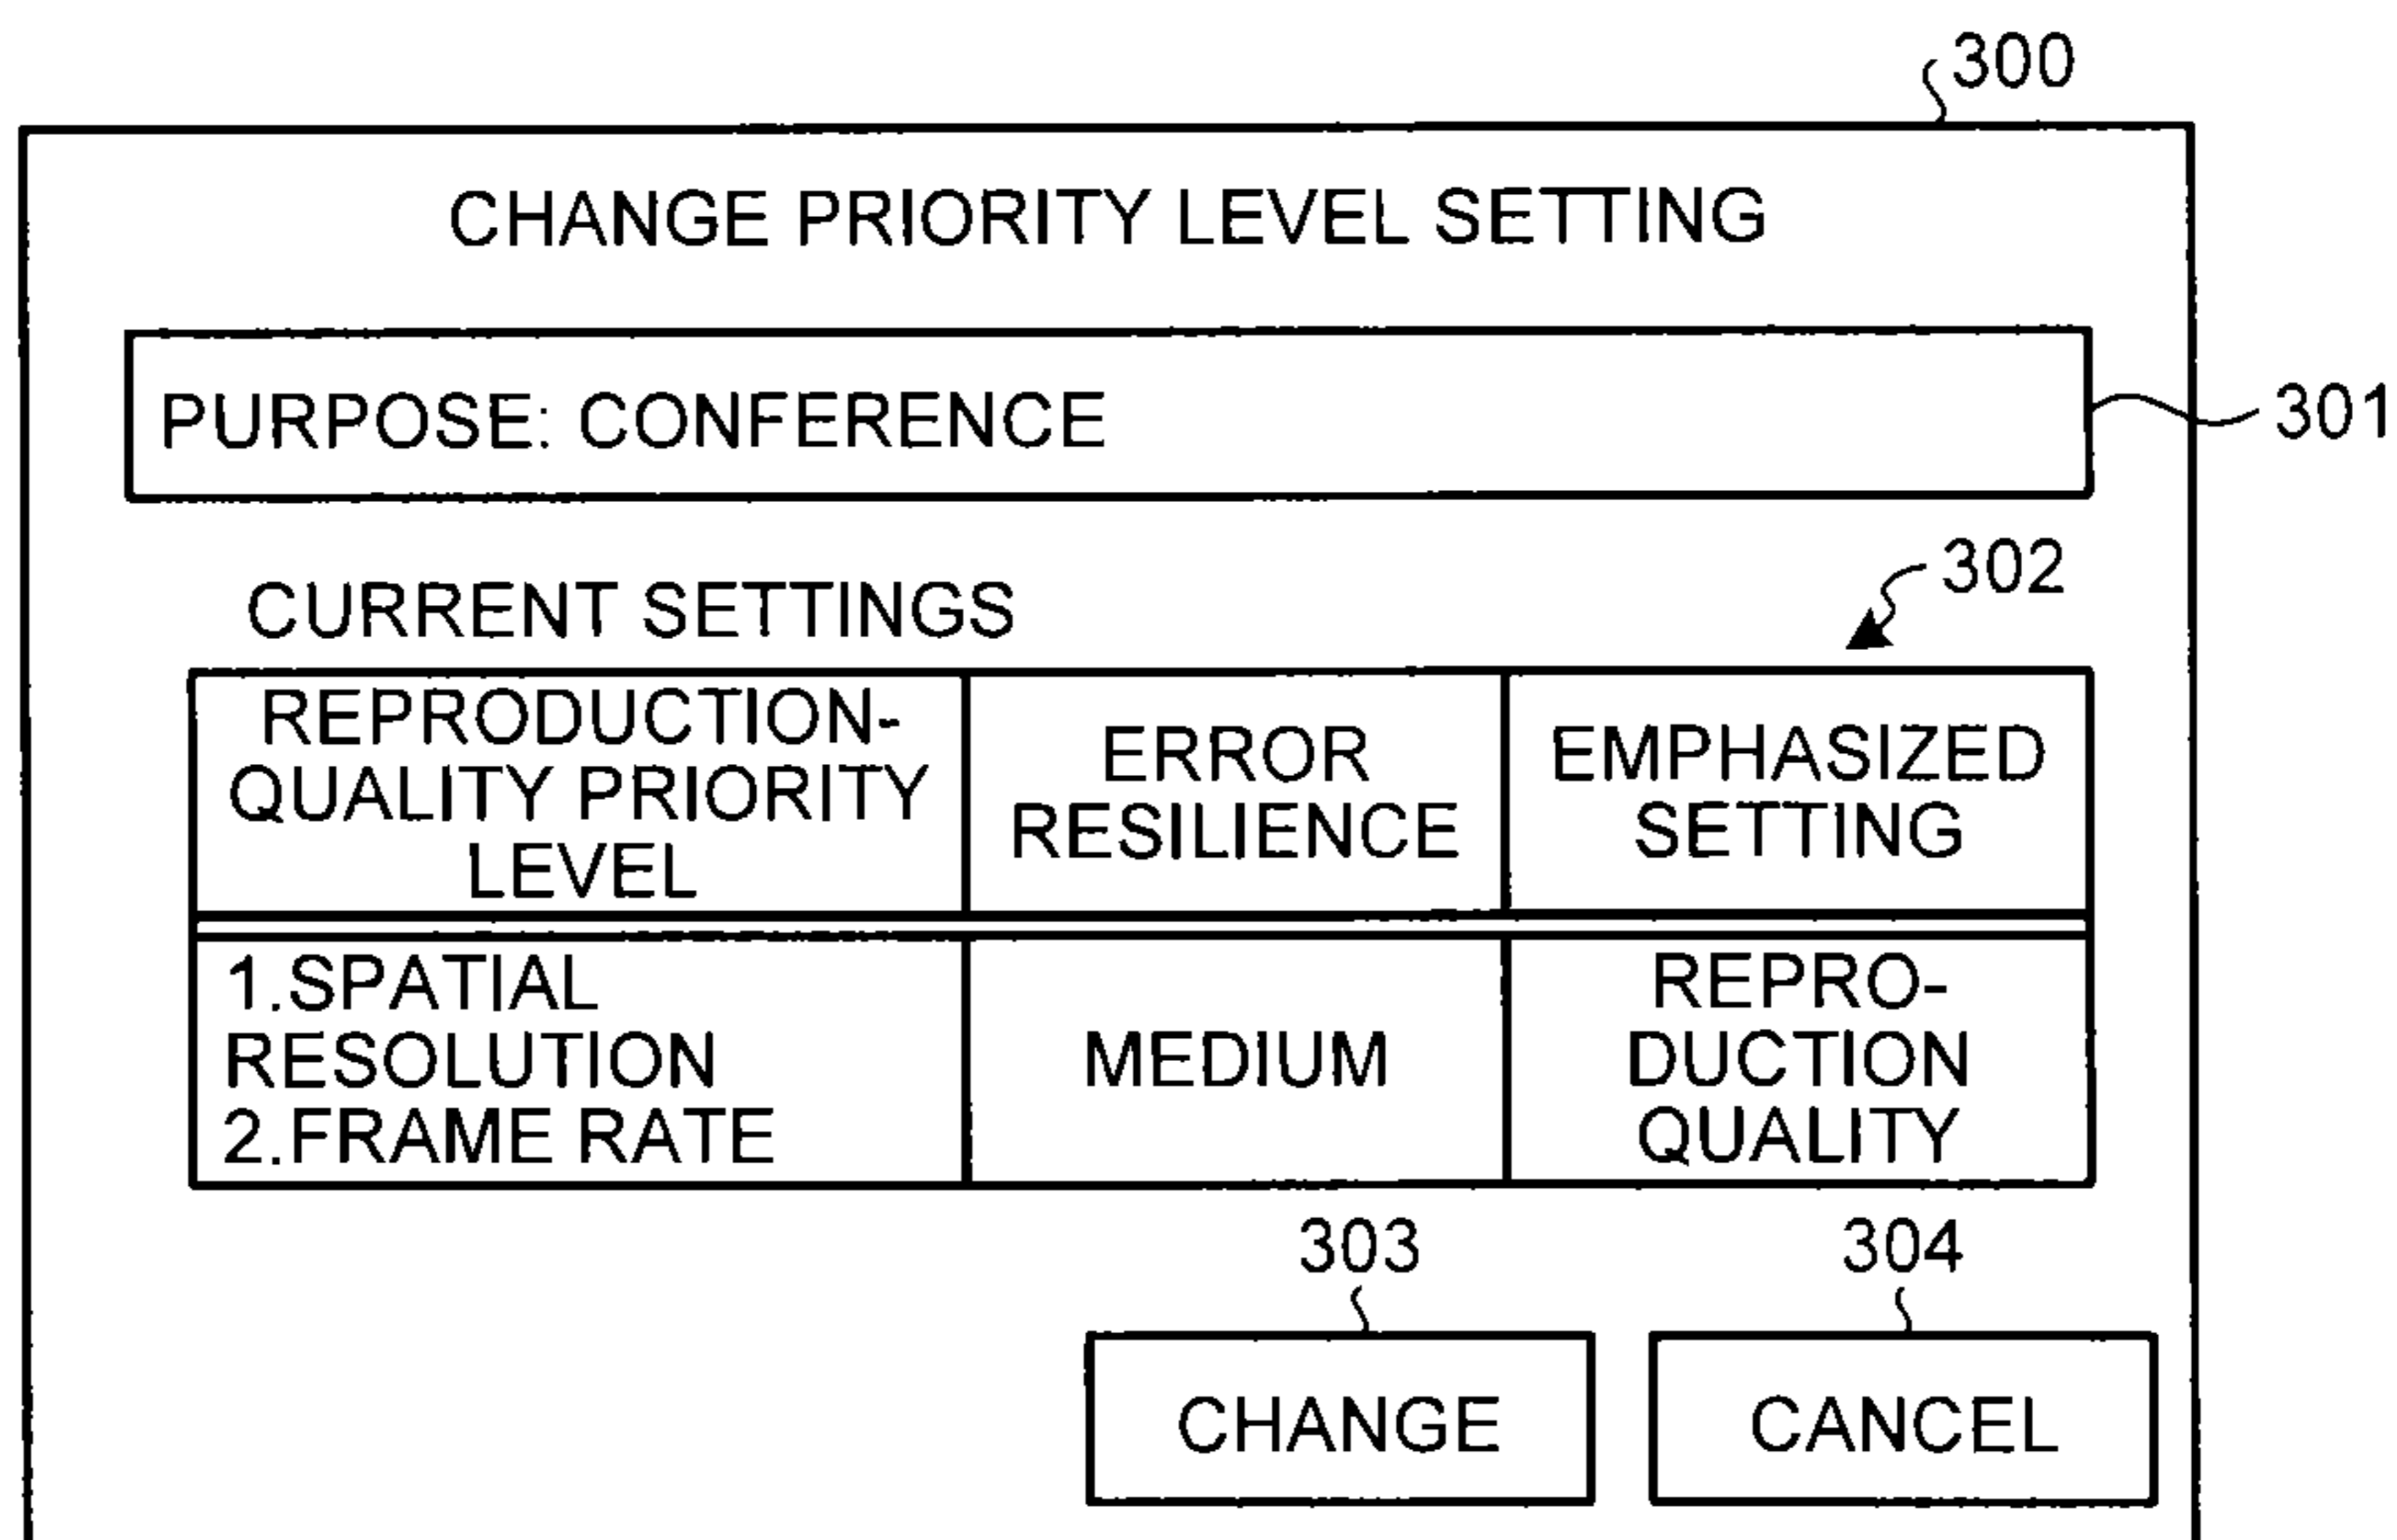 300
CHANGE PRIORITY LEVEL SETTING
PURPOSE: CONFERENCE
301
302
CURRENT SETTINGS
REPRODUCTION-
QUALITY PRIORITY
LEVEL
ERROR
RESILIENCE
EMPHASIZED
SETTING
1.SPATIAL
RESOLUTION
2.FRAME RATE
MEDIUM
REPRO-
DUCTION
QUALITY
303
304
CHANGE
CANCEL